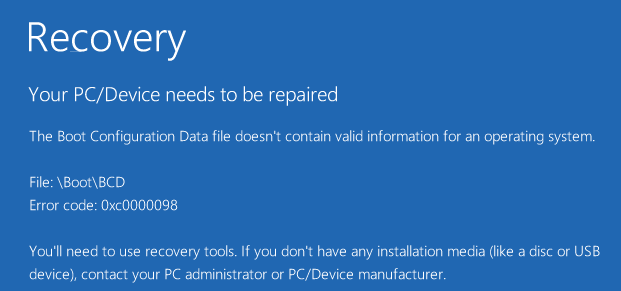 Recovery
Your PC/Device needs to be repaired
The Boot Configuration Data file doesn't contain valid information for an operating system.
File: \Boot\BCD
Error code: 0xc0000098
You'll need to use recovery tools. If you don't have any installation media (like a disc or USB
device), contact your PC administrator or PC/Device manufacturer.